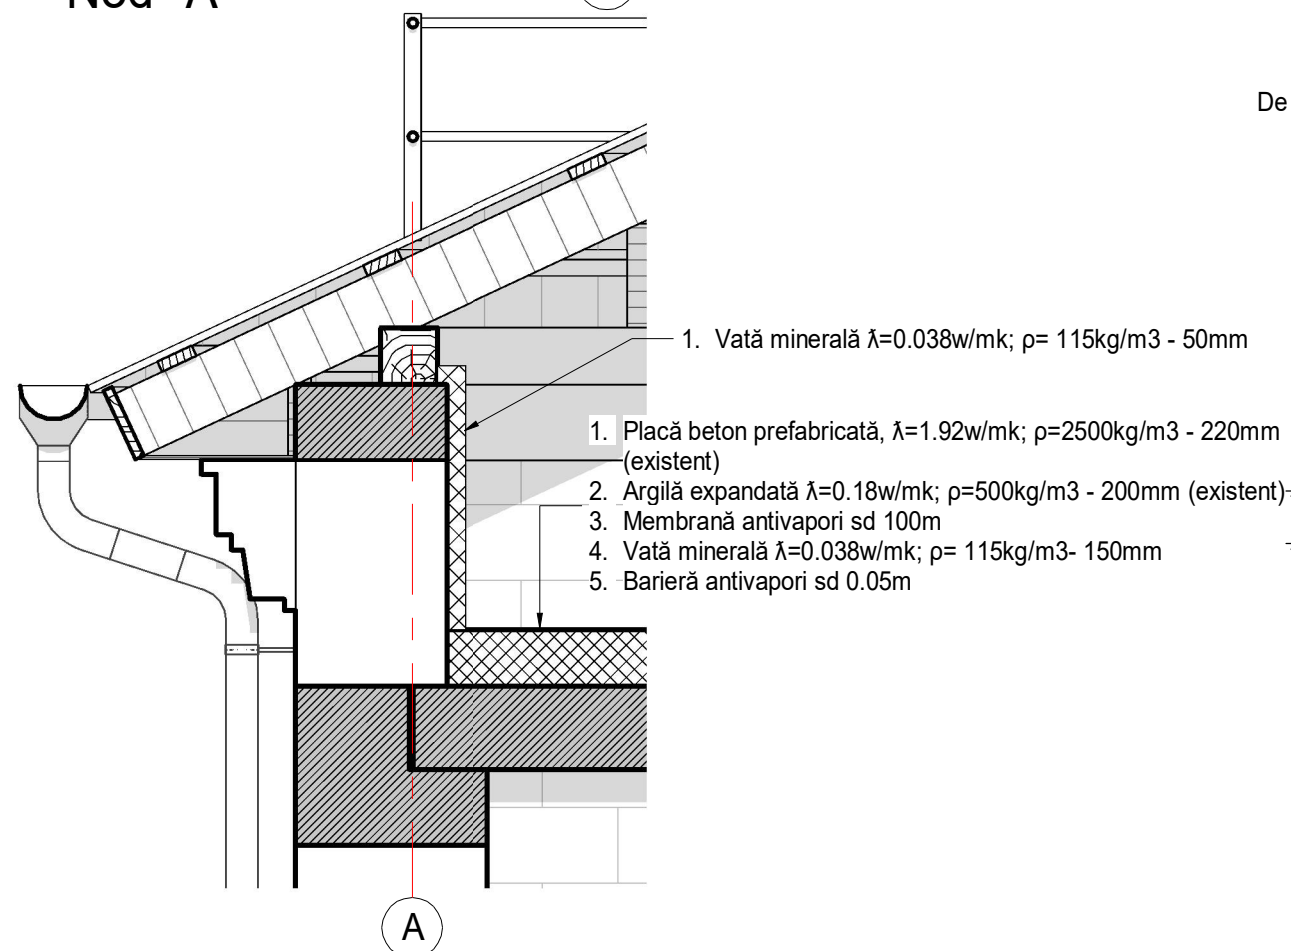 Nod A
De
1. Vată minerală ƛ=0.038w/mk; ρ= 115kg/m3 - 50mm
1. Placă beton prefabricată, ƛ=1.92w/mk; ρ=2500kg/m3 - 220mm
(existent)
2. Argilă expandată ƛ=0.18w/mk; ρ=500kg/m3 - 200mm (existent)
3. Membrană antivapori sd 100m
4. Vată minerală ƛ=0.038w/mk; ρ= 115kg/m3- 150mm
5. Barieră antivapori sd 0.05m
A